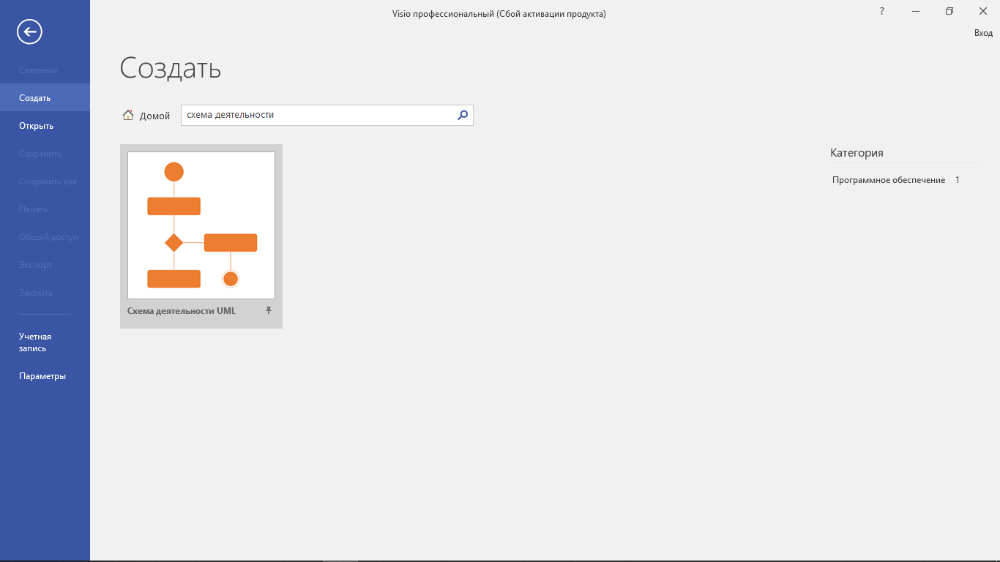 Visio профессиональный (Сбой активации продукта)
?
Вход
Сведения
Создать
Открыть
Сохранить
Сохранить как
Печать
Общий доступ
Экспорт
Закрыть
Учетная
запись
Параметры
Создать
Домой
схема деятельности
Схема деятельности UML
Категория
Программное обеспечение 1